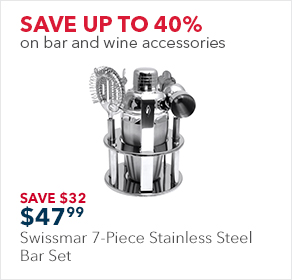 SAVE UP TO 40%
on bar and wine accessories
SAVE $32
$47.99
Swissmar 7-Piece Stainless Steel
Bar Set